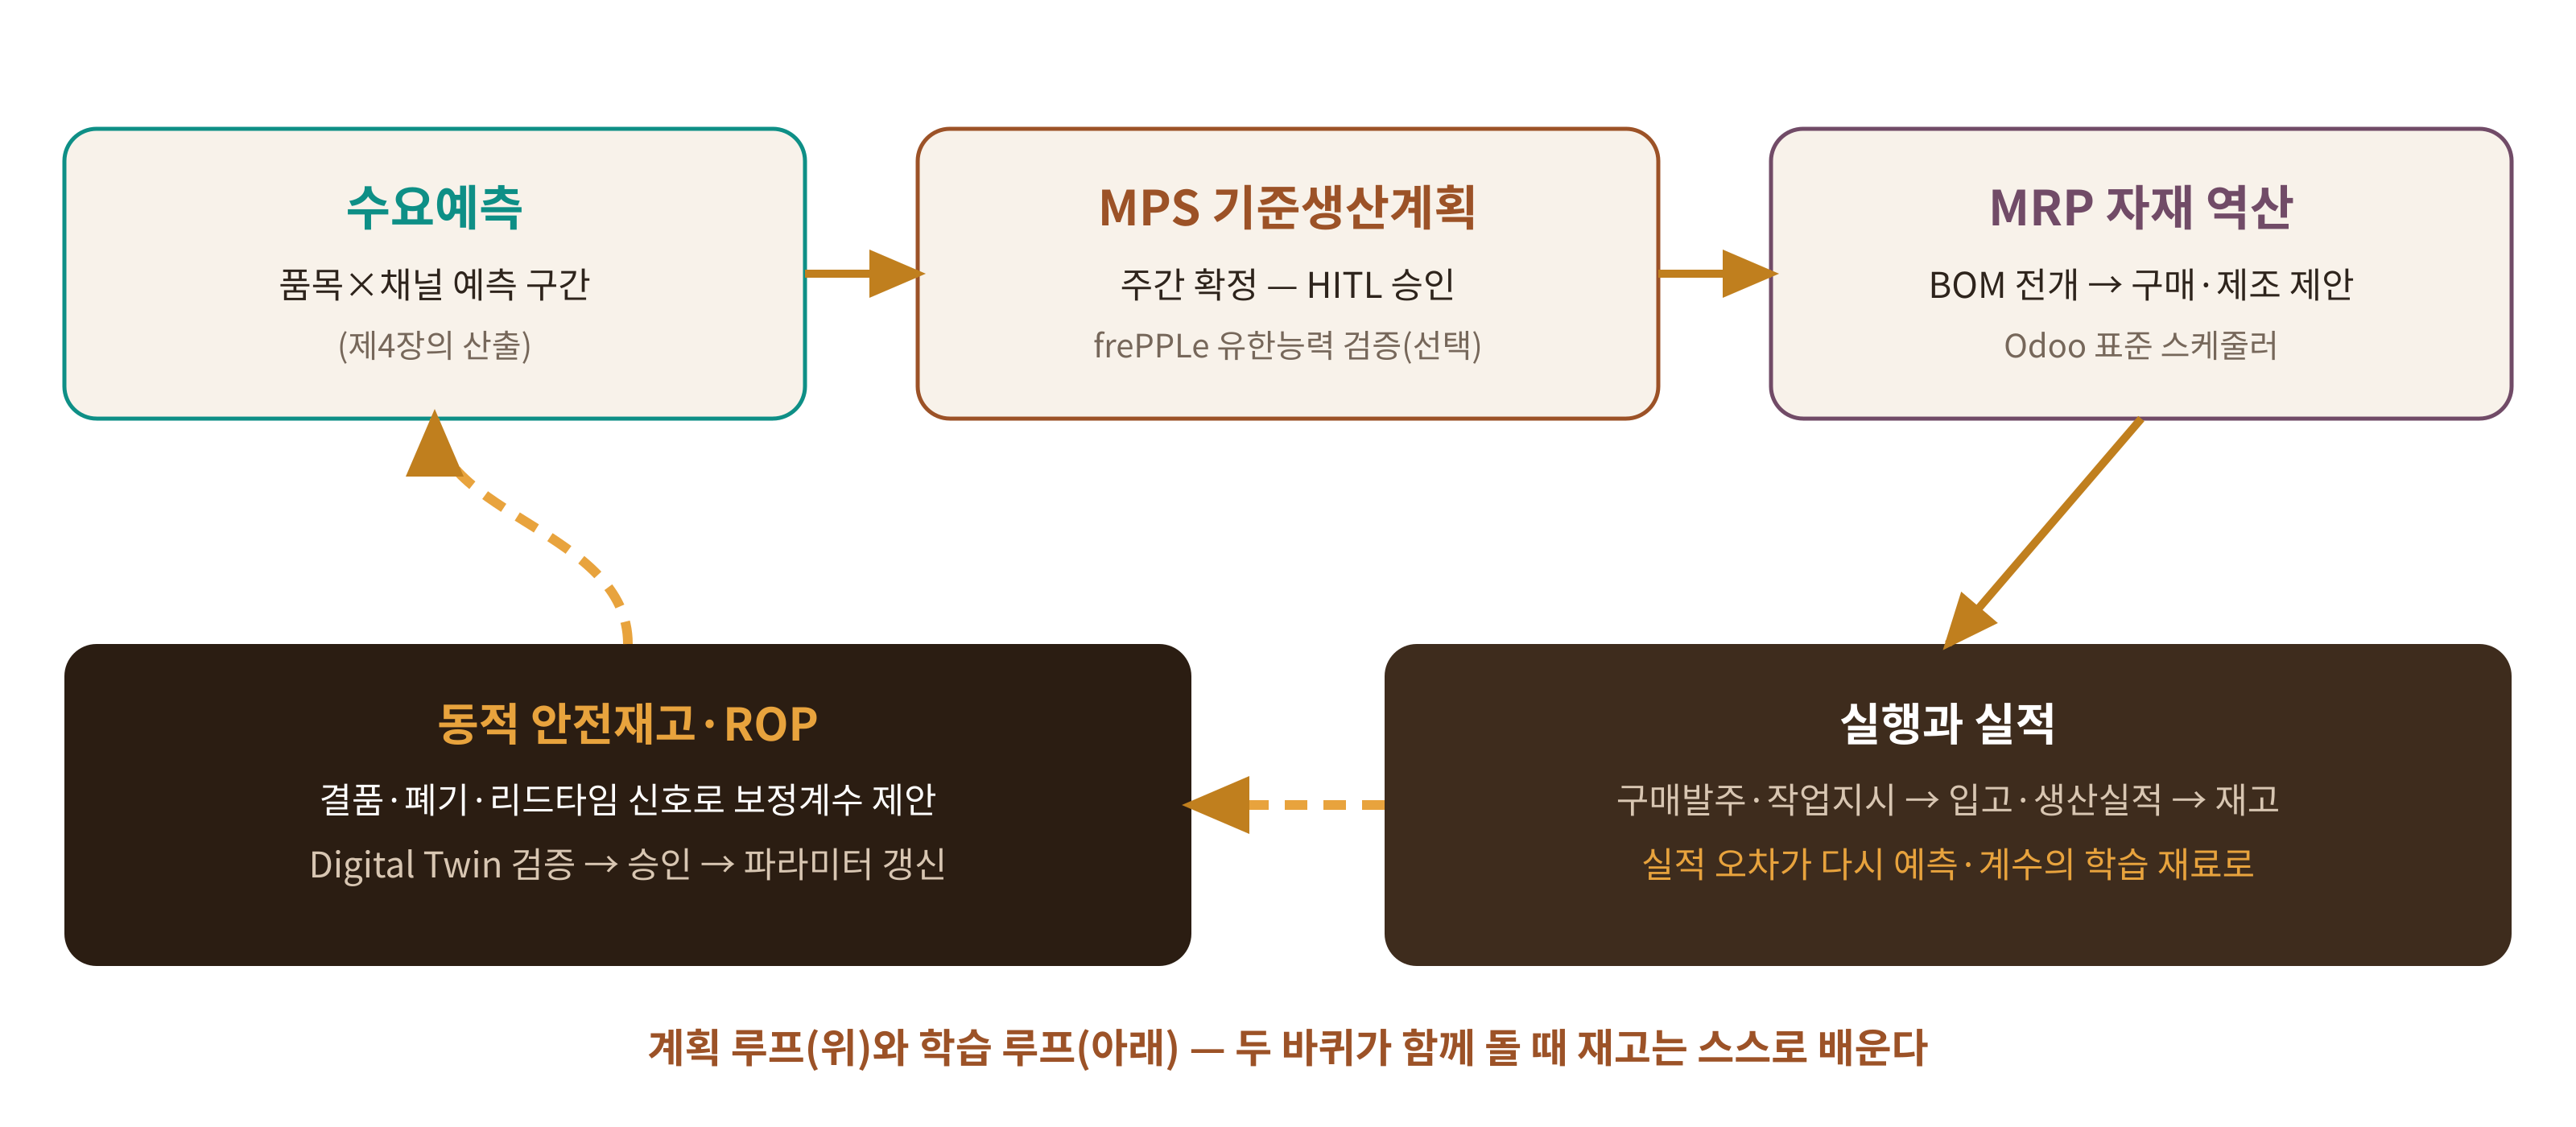 수요예측
품목×채널 예측 구간
(제4장의 산출)
MPS 기준생산계획
주간 확정 — HITL 승인
frePPLe 유한능력 검증(선택)
MRP 자재 역산
BOM 전개 → 구매·제조 제안
Odoo 표준 스케줄러
동적 안전재고·ROP
결품·폐기·리드타임 신호로 보정계수 제안
Digital Twin 검증 → 승인 → 파라미터 갱신
실행과 실적
구매발주·작업지시 → 입고·생산실적 → 재고
실적 오차가 다시 예측·계수의 학습 재료로
계획 루프(위)와 학습 루프(아래) — 두 바퀴가 함께 돌 때 재고는 스스로 배운다